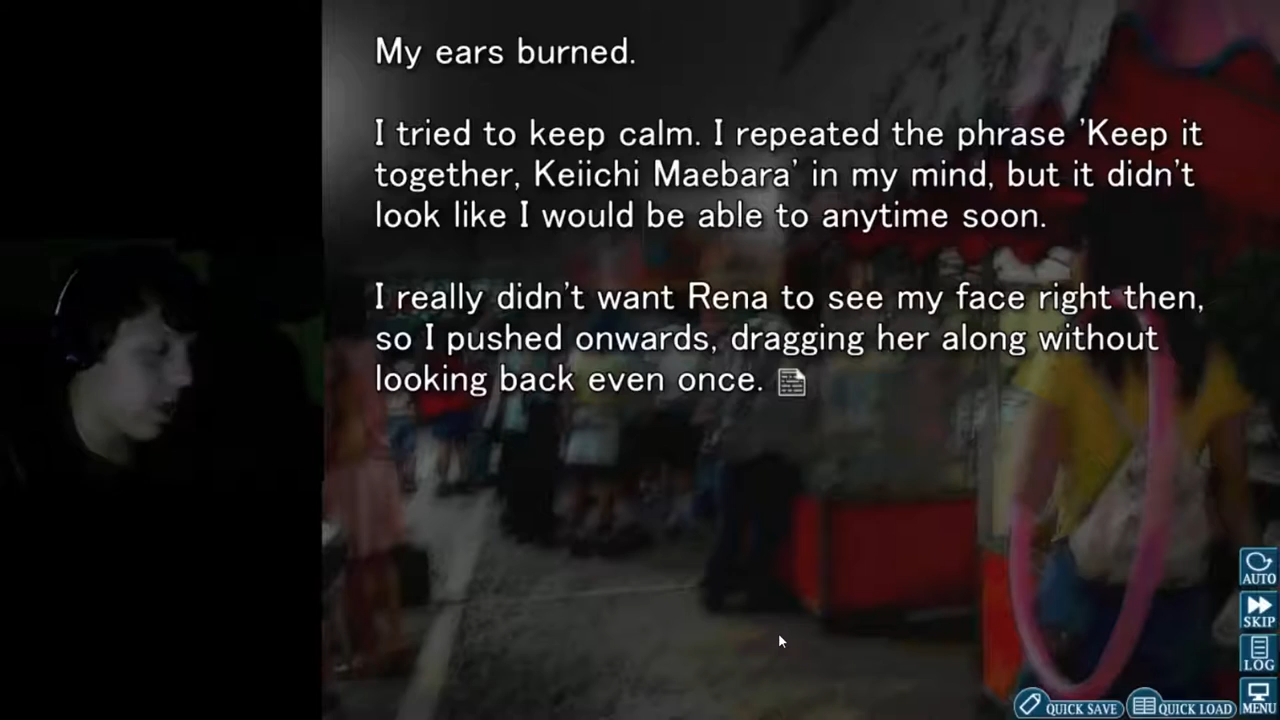 My ears burned.
I tried to keep calm. I repeated the phrase 'Keep it
together, Keiichi Maebara' in my mind, but it didn't
look like I would be able to anytime soon.
I really didn't want Rena to see my face right then,
so I pushed onwards, dragging her along without
looking back even once.
AUTO
SKIP
LOG
QUICK SAVE
QUICK LOAD
MENU